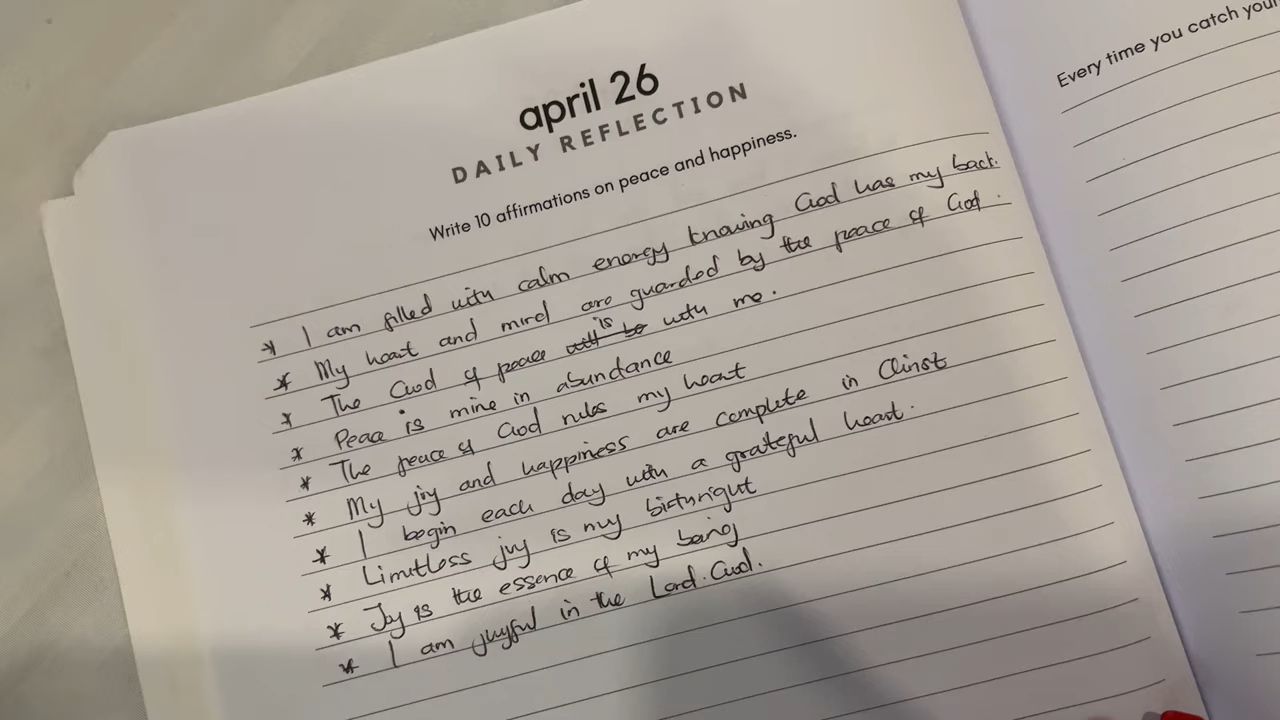 april 26
DAILY REFLECTION
Write 10 affirmations on peace and happiness.
* I am filled with calm energy knowing God has my back.
* My heart and mind are guarded by the peace of God.
* The God of peace will be is with me.
* Peace is mine in abundance
* The peace of God rules my heart
* My joy and happiness are complete in Christ
* I begin each day with a grateful heart.
* Limitless joy is my birthright
* Joy is the essence of my being
* I am joyful in the Lord. God.
Every time you catch your